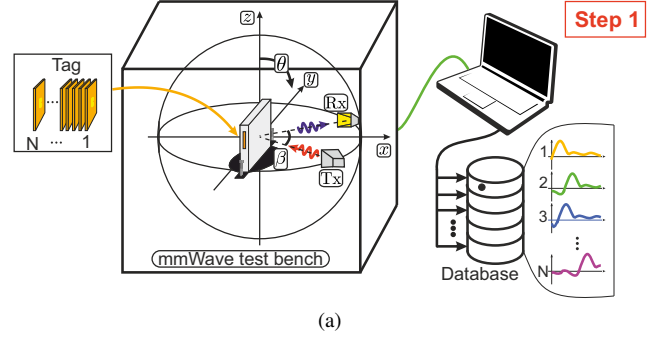 Step 1
Tag
N ... ... 1
z
θ
y
Rx
x
β
Tx
mmWave test bench
Database
1
2
3
N
(a)